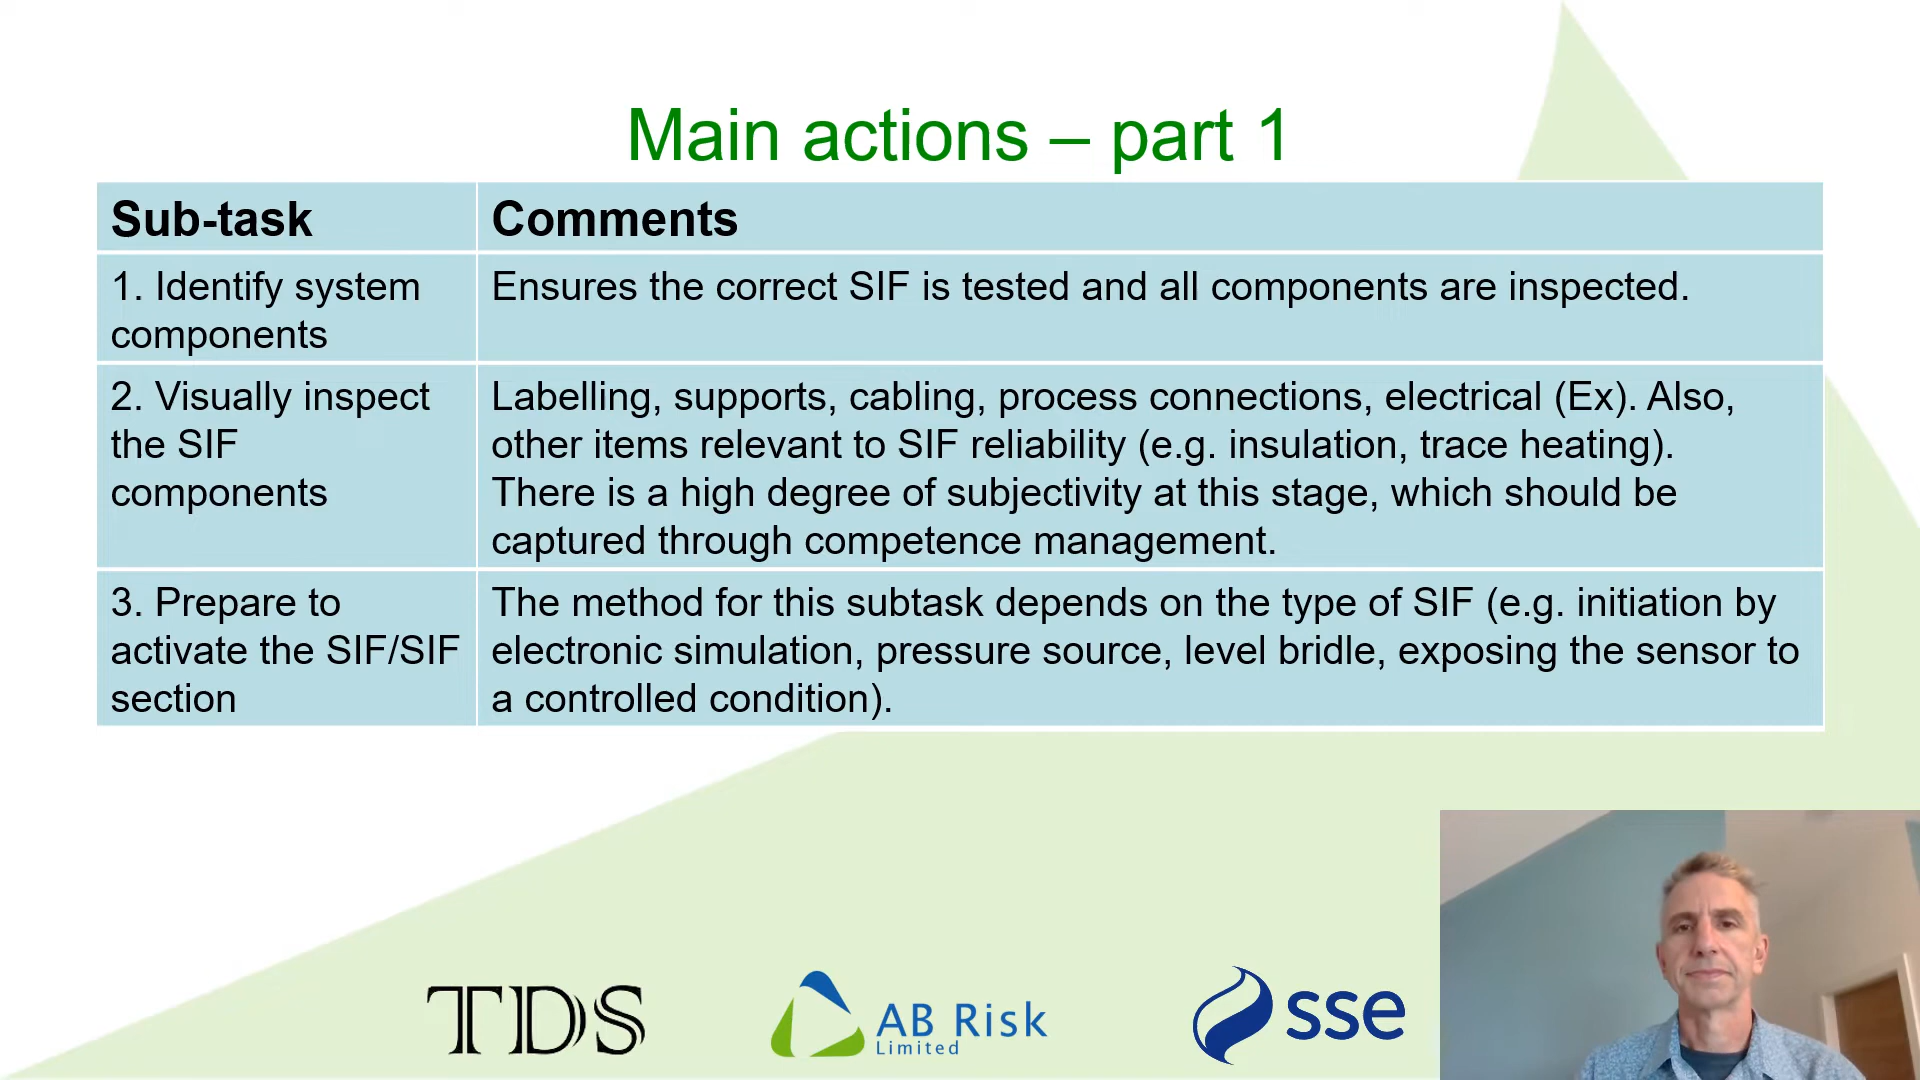 Main actions – part 1
Sub-task
Comments
1. Identify system
components
Ensures the correct SIF is tested and all components are inspected.
2. Visually inspect
the SIF
components
Labelling, supports, cabling, process connections, electrical (Ex). Also,
other items relevant to SIF reliability (e.g. insulation, trace heating).
There is a high degree of subjectivity at this stage, which should be
captured through competence management.
3. Prepare to
activate the SIF/SIF
section
The method for this subtask depends on the type of SIF (e.g. initiation by
electronic simulation, pressure source, level bridle, exposing the sensor to
a controlled condition).
TDS
AB Risk
Limited
sse